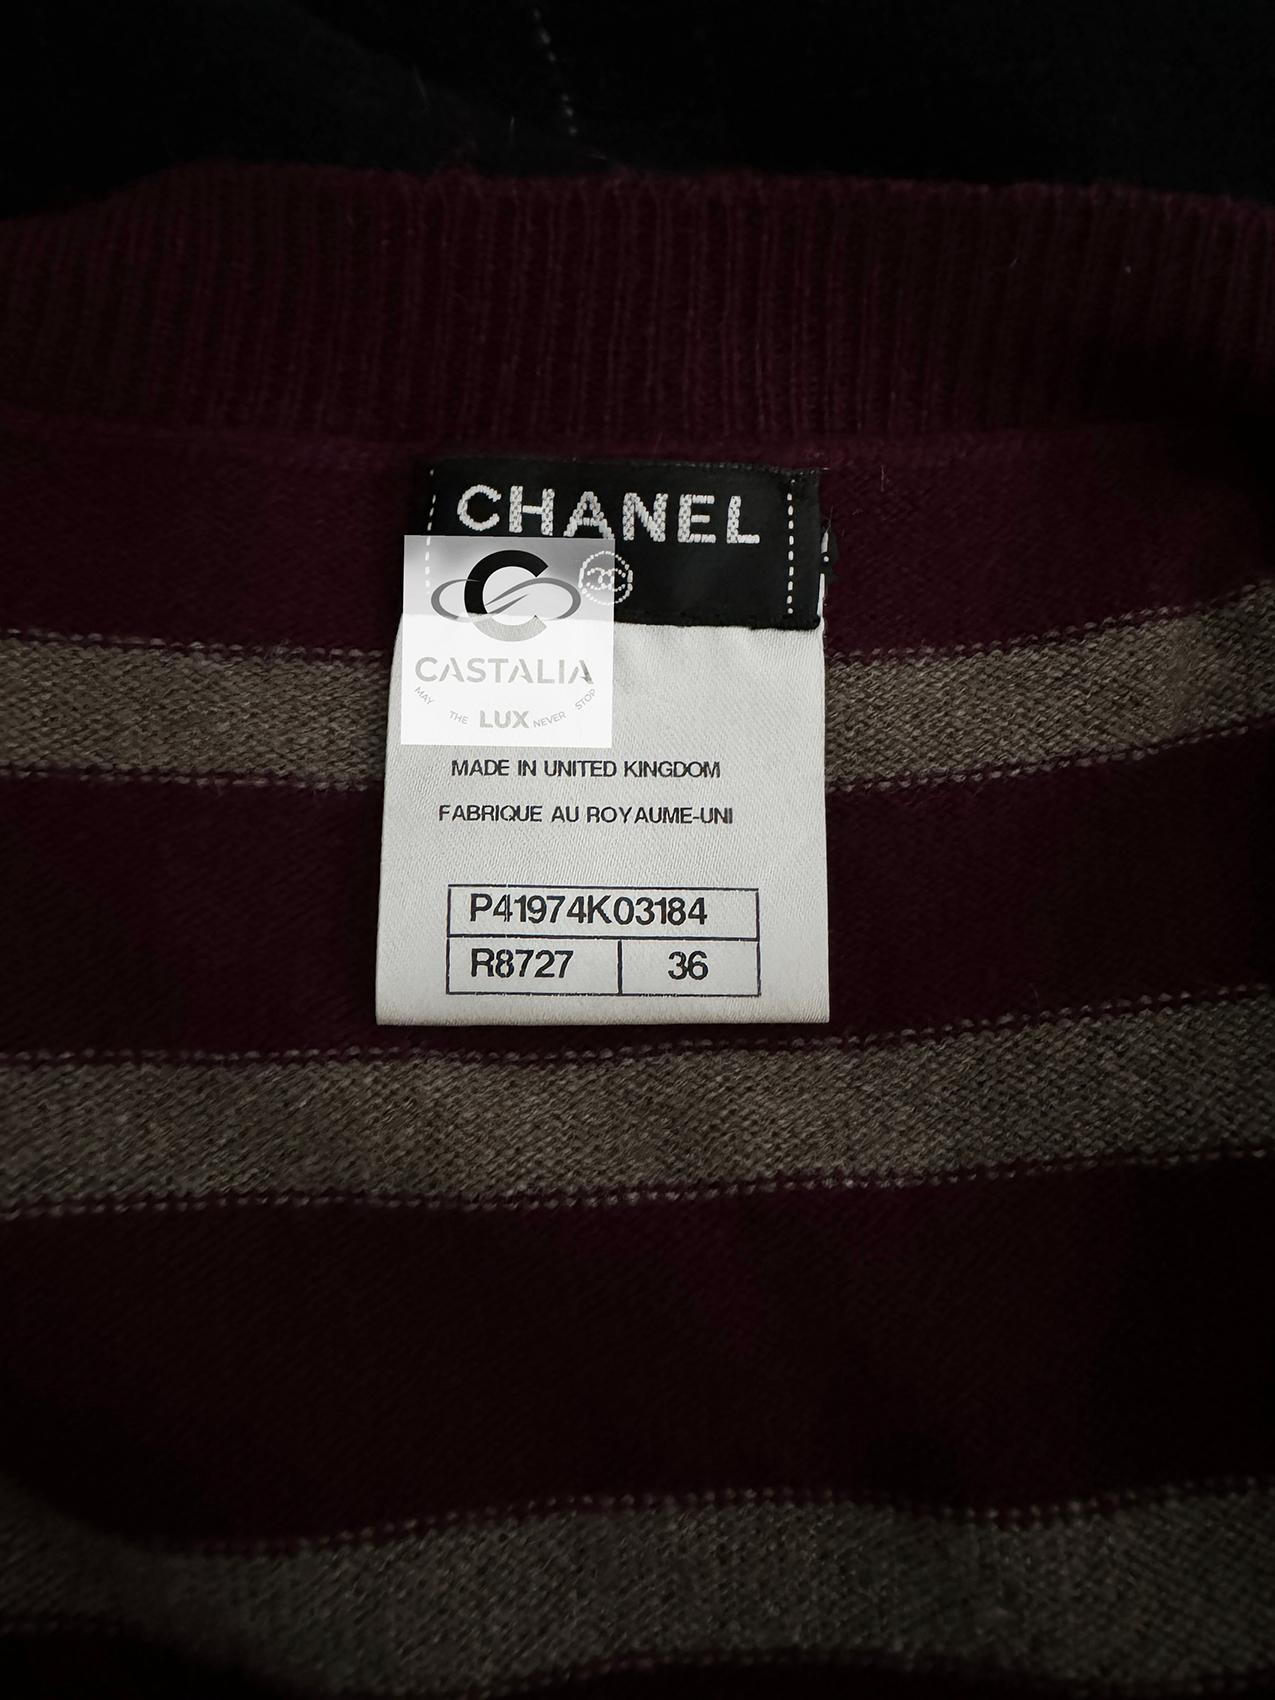 CHANEL
CASTALIA
MAY THE LUX NEVER STOP
MADE IN UNITED KINGDOM
FABRIQUE AU ROYAUME-UNI
P41974K03184
R8727 36